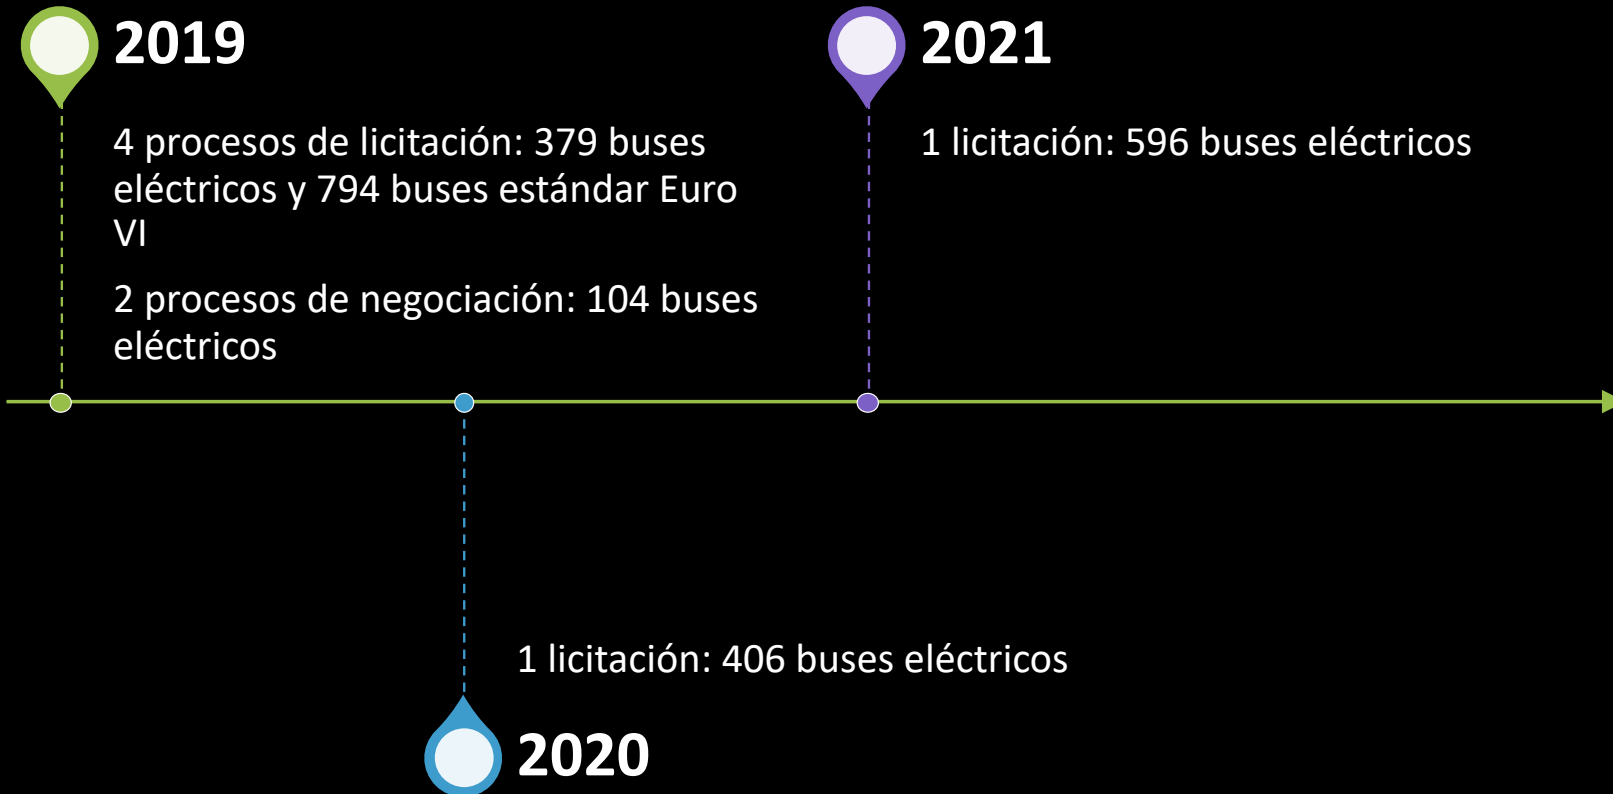 2019
4 procesos de licitación: 379 buses
eléctricos y 794 buses estándar Euro
VI
2 procesos de negociación: 104 buses
eléctricos
2021
1 licitación: 596 buses eléctricos
1 licitación: 406 buses eléctricos
2020